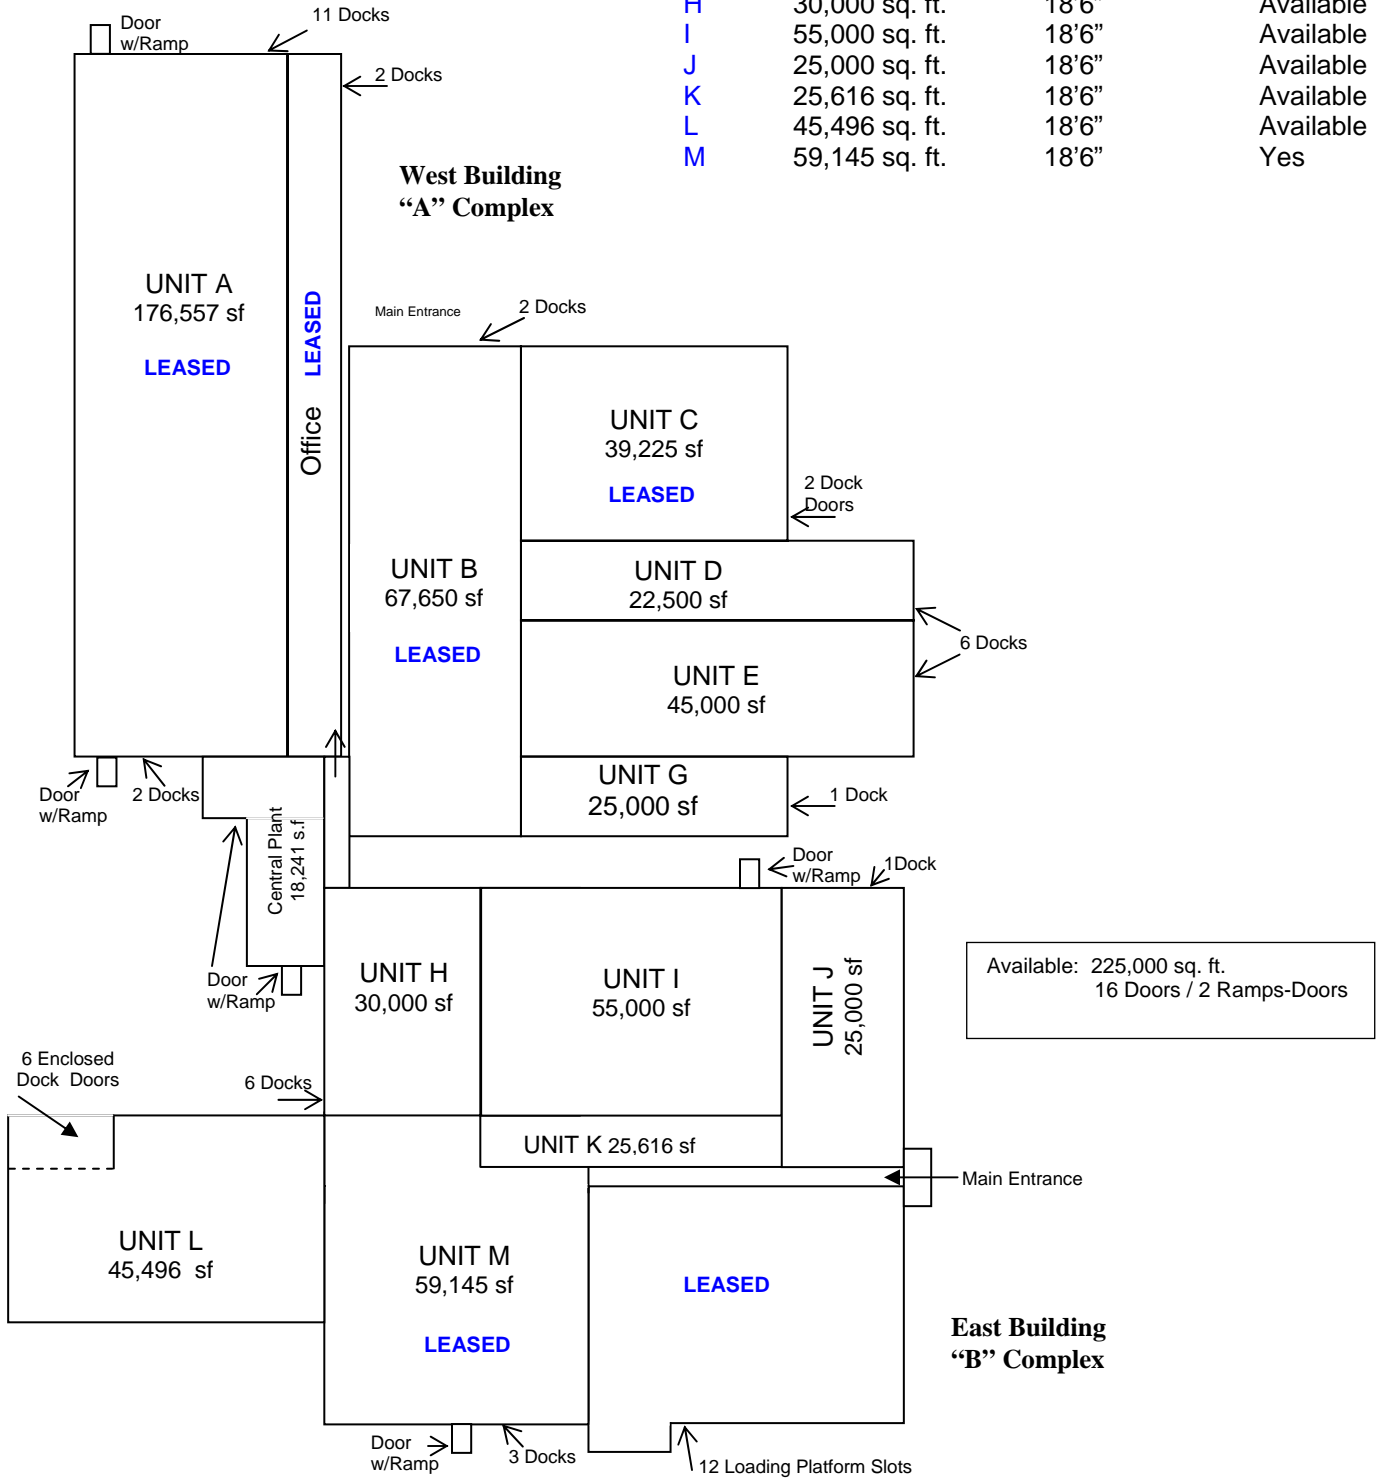 H 30,000 sq. ft. 18'6” Available
I 55,000 sq. ft. 18'6” Available
J 25,000 sq. ft. 18'6” Available
K 25,616 sq. ft. 18'6” Available
L 45,496 sq. ft. 18'6” Available
M 59,145 sq. ft. 18'6” Yes
Door
w/Ramp
11 Docks
2 Docks
West Building
“A” Complex
UNIT A
176,557 sf
LEASED
Office LEASED
Main Entrance
2 Docks
UNIT C
39,225 sf
LEASED
2 Dock
Doors
UNIT B
67,650 sf
LEASED
UNIT D
22,500 sf
6 Docks
UNIT E
45,000 sf
UNIT G
25,000 sf
1 Dock
Door
w/Ramp
2 Docks
Central Plant
18,241 s.f
Door
w/Ramp
Door
w/Ramp
1Dock
UNIT H
30,000 sf
UNIT I
55,000 sf
UNIT J
25,000 sf
Available: 225,000 sq. ft.
16 Doors / 2 Ramps-Doors
6 Enclosed
Dock Doors
6 Docks
UNIT K 25,616 sf
Main Entrance
UNIT L
45,496 sf
UNIT M
59,145 sf
LEASED
LEASED
East Building
“B” Complex
Door
w/Ramp
3 Docks
12 Loading Platform Slots